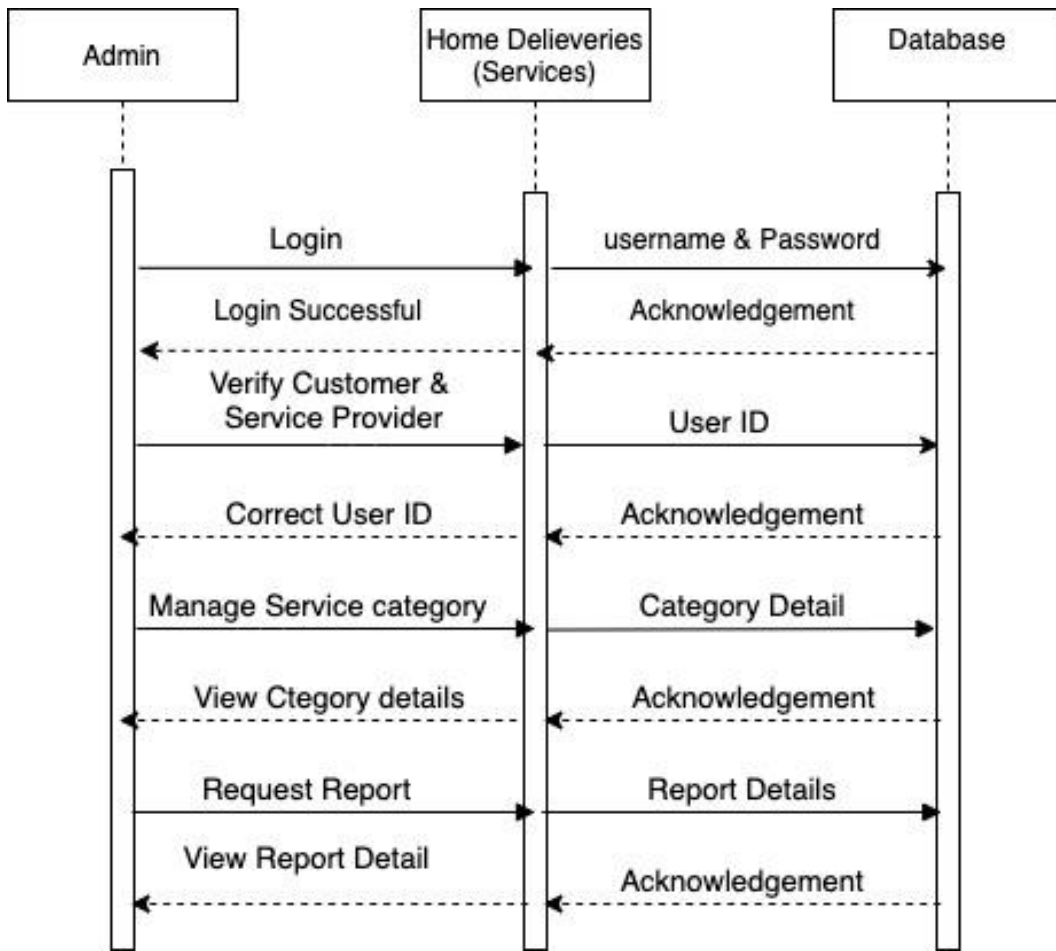 Admin
Home Delieveries
(Services)
Database
Login
username & Password
Login Successful
Acknowledgement
Verify Customer &
Service Provider
User ID
Correct User ID
Acknowledgement
Manage Service category
Category Detail
View Ctegory details
Acknowledgement
Request Report
Report Details
View Report Detail
Acknowledgement